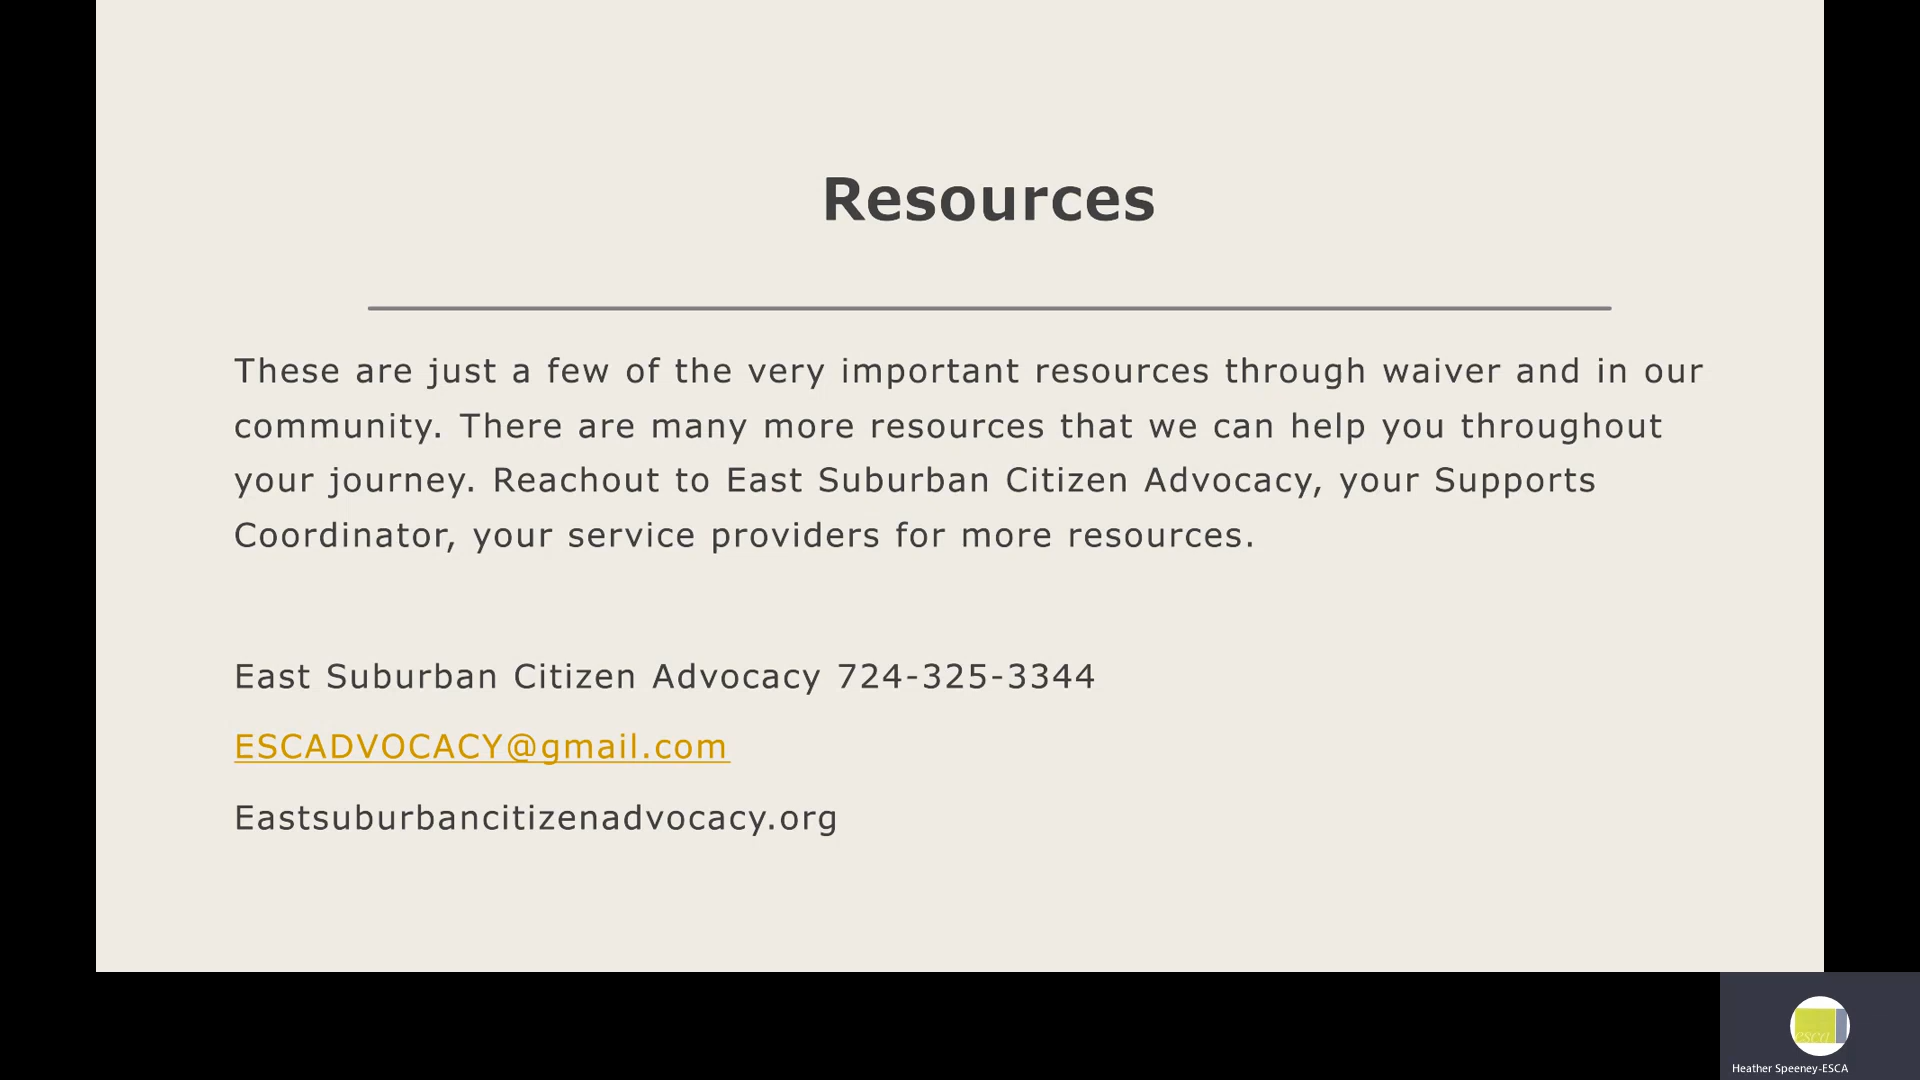 Resources
These are just a few of the very important resources through waiver and in our
community. There are many more resources that we can help you throughout
your journey. Reachout to East Suburban Citizen Advocacy, your Supports
Coordinator, your service providers for more resources.
East Suburban Citizen Advocacy 724-325-3344
ESCADVOCACY@gmail.com
Eastsuburbancitizenadvocacy.org
esca
Heather Speeney-ESCA